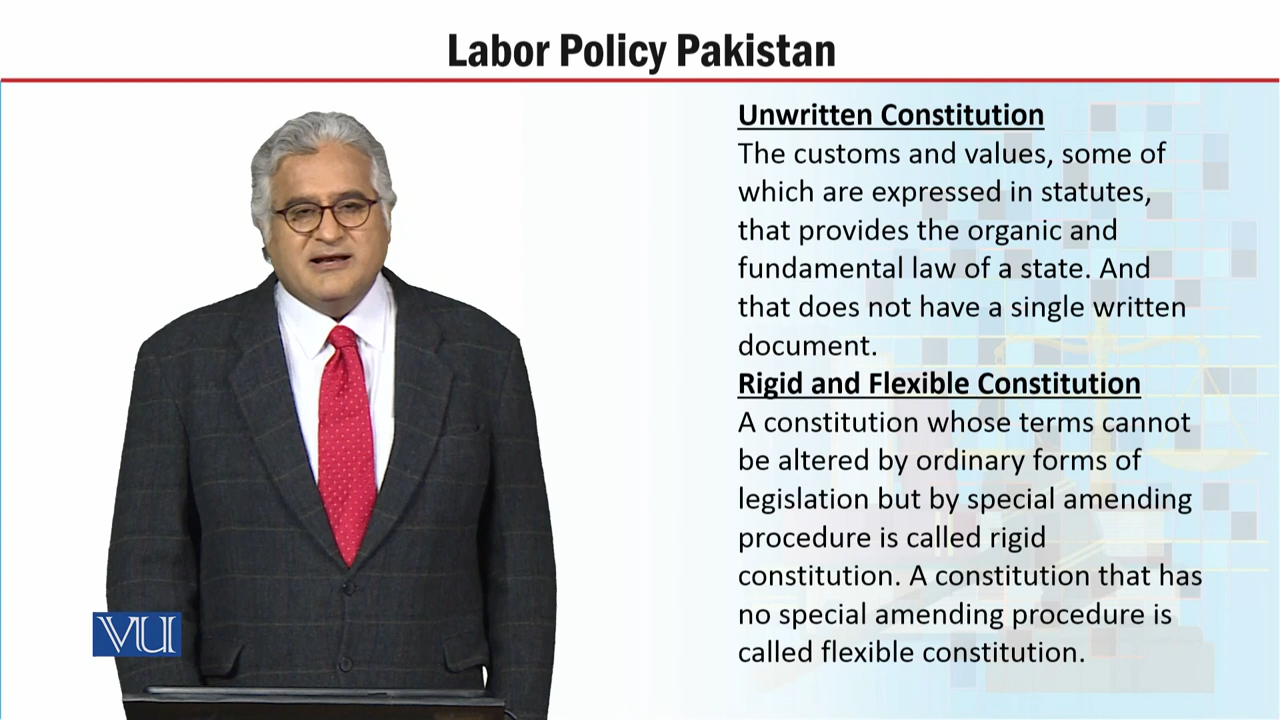 Labor Policy Pakistan
Unwritten Constitution
The customs and values, some of
which are expressed in statutes,
that provides the organic and
fundamental law of a state. And
that does not have a single written
document.
Rigid and Flexible Constitution
A constitution whose terms cannot
be altered by ordinary forms of
legislation but by special amending
procedure is called rigid
constitution. A constitution that has
no special amending procedure is
called flexible constitution.
VU